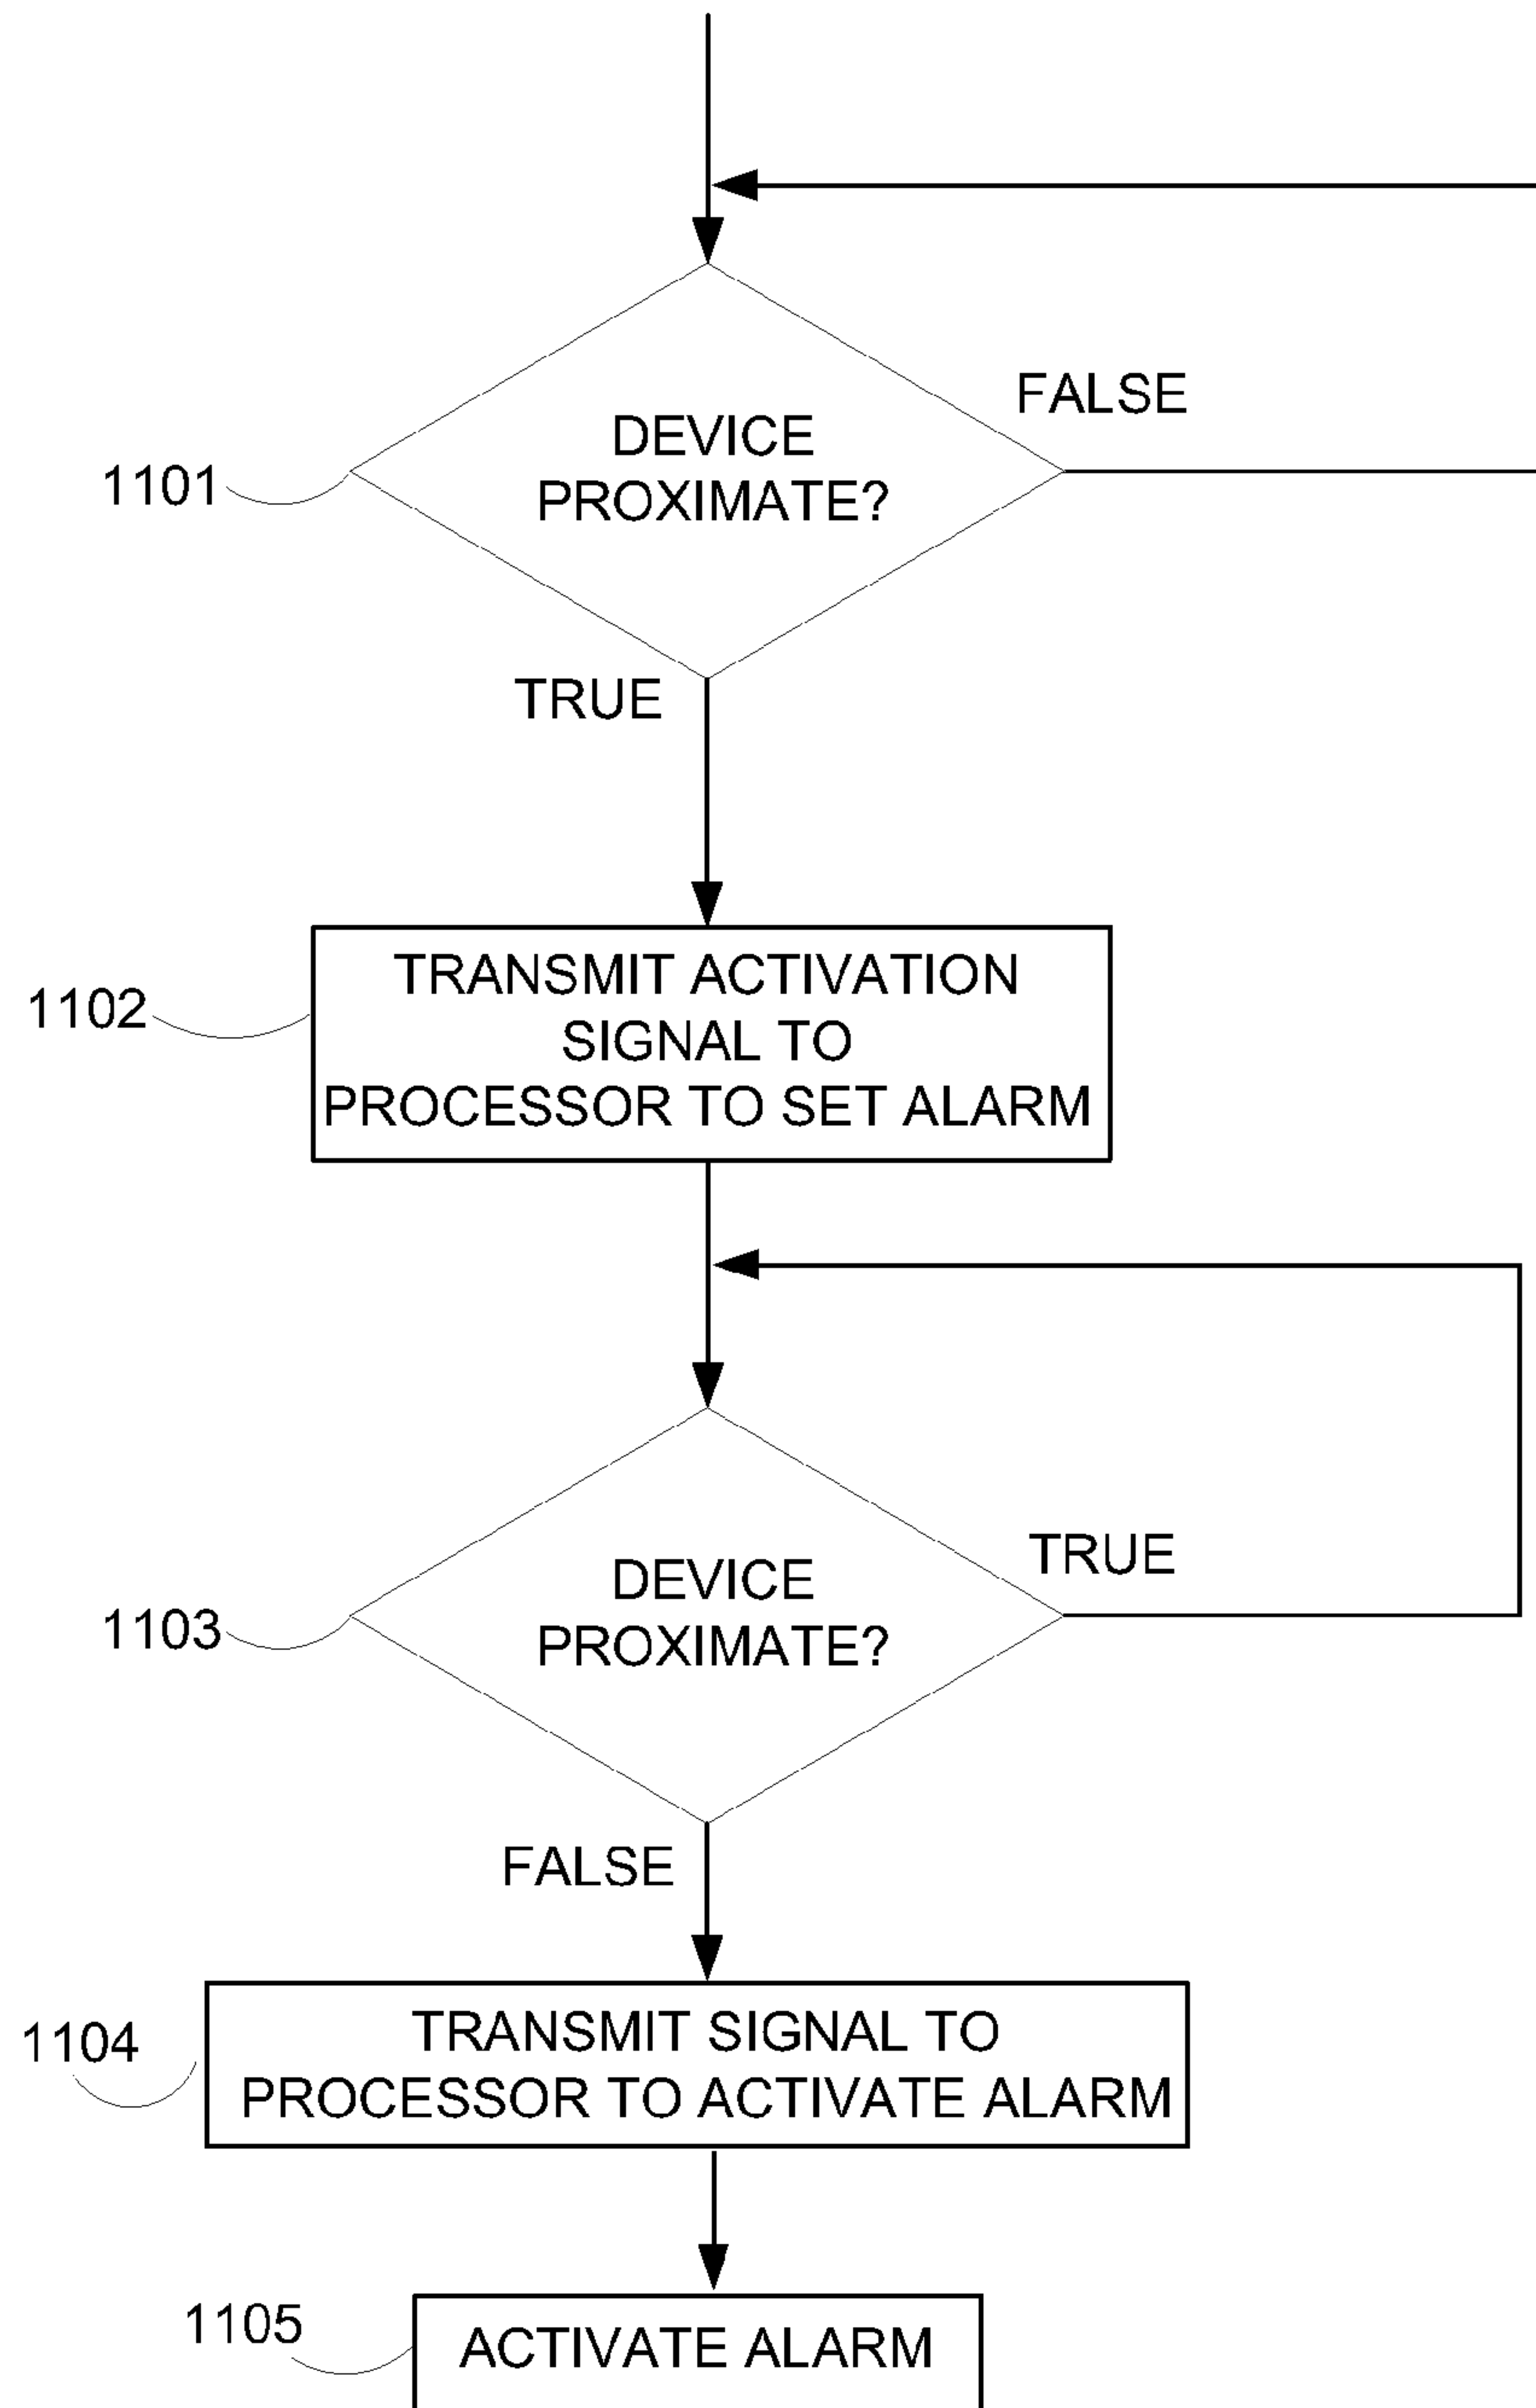 FALSE
DEVICE
PROXIMATE?
1101
TRUE
TRANSMIT ACTIVATION
SIGNAL TO
PROCESSOR TO SET ALARM
1102
TRUE
DEVICE
PROXIMATE?
1103
FALSE
TRANSMIT SIGNAL TO
PROCESSOR TO ACTIVATE ALARM
1104
1105
ACTIVATE ALARM